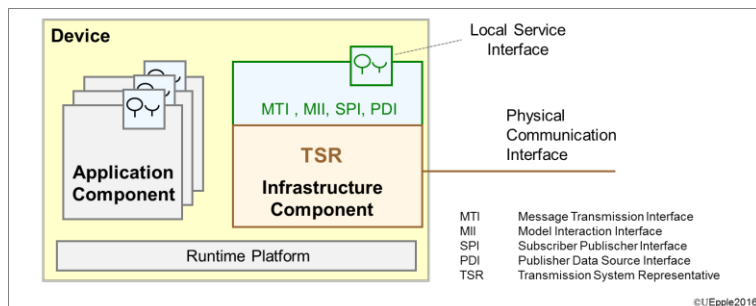 Device
Local Service
Interface
MTI , MII, SPI, PDI
Physical
Communication
Interface
TSR
Application
Component
Infrastructure
Component
Runtime Platform
MTI Message Transmission Interface
MII Model Interaction Interface
SPI Subscriber Publischer Interface
PDI Publisher Data Source Interface
TSR Transmission System Representative
©UEpple2016